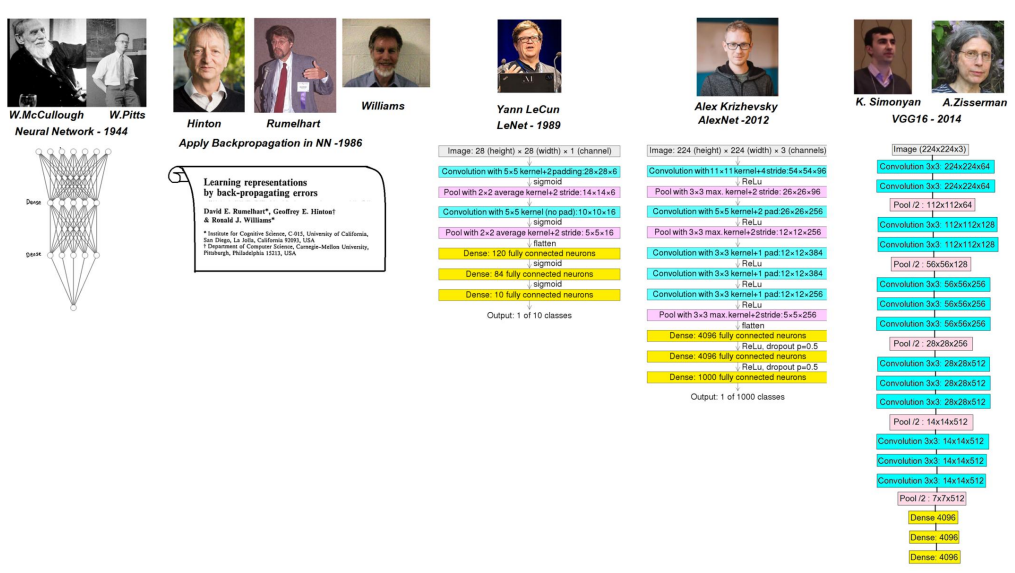 W.McCullough
W.Pitts
Neural Network - 1944
Dense
Dense
Hinton
Rumelhart
Williams
Apply Backpropagation in NN -1986
Learning representations
by back-propagating errors
David E. Rumelhart*, Geoffrey E. Hinton†
& Ronald J. Williams*
* Institute for Cognitive Science, C-015, University of California,
San Diego, La Jolla, California 92093, USA
† Department of Computer Science, Carnegie-Mellon University,
Pittsburgh, Philadelphia 15213, USA
Yann LeCun
LeNet - 1989
Image: 28 (height) × 28 (width) × 1 (channel)
Convolution with 5×5 kernel+2 padding:28×28×6
sigmoid
Pool with 2×2 average kernel+2 stride:14×14×6
Convolution with 5×5 kernel (no pad):10×10×16
sigmoid
Pool with 2×2 average kernel+2 stride: 5×5×16
flatten
Dense: 120 fully connected neurons
sigmoid
Dense: 84 fully connected neurons
sigmoid
Dense: 10 fully connected neurons
Output: 1 of 10 classes
Alex Krizhevsky
AlexNet -2012
Image: 224 (height) × 224 (width) × 3 (channels)
Convolution with 11×11 kernel+4 stride:54×54×96
ReLu
Pool with 3×3 max. kernel+2 stride: 26×26×96
Convolution with 5×5 kernel+2 pad:26×26×256
ReLu
Pool with 3×3 max.kernel+2stride:12×12×256
Convolution with 3×3 kernel+1 pad:12×12×384
ReLu
Convolution with 3×3 kernel+1 pad:12×12×384
ReLu
Convolution with 3×3 kernel+1 pad:12×12×256
ReLu
Pool with 3×3 max.kernel+2stride:5×5×256
flatten
Dense: 4096 fully connected neurons
ReLu, dropout p=0.5
Dense: 4096 fully connected neurons
ReLu, dropout p=0.5
Dense: 1000 fully connected neurons
Output: 1 of 1000 classes
K. Simonyan
A.Zisserman
VGG16 - 2014
Image (224x224x3)
Convolution 3x3: 224x224x64
Convolution 3x3: 224x224x64
Pool /2 : 112x112x64
Convolution 3x3: 112x112x128
Convolution 3x3: 112x112x128
Pool /2 : 56x56x128
Convolution 3x3: 56x56x256
Convolution 3x3: 56x56x256
Convolution 3x3: 56x56x256
Pool /2 : 28x28x256
Convolution 3x3: 28x28x512
Convolution 3x3: 28x28x512
Convolution 3x3: 28x28x512
Pool /2 : 14x14x512
Convolution 3x3: 14x14x512
Convolution 3x3: 14x14x512
Convolution 3x3: 14x14x512
Pool /2 : 7x7x512
Dense 4096
Dense: 4096
Dense: 4096